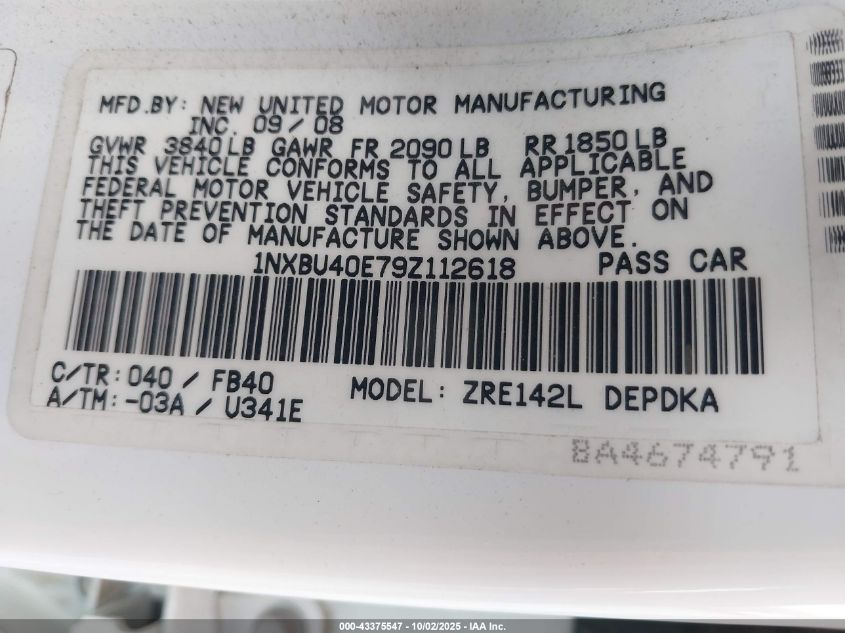 MFD.BY: NEW UNITED MOTOR MANUFACTURING
INC. 09/08
GVWR 3840LB GAWR FR 2090LB RR 1850LB
THIS VEHICLE CONFORMS TO ALL APPLICABLE
FEDERAL MOTOR VEHICLE SAFETY, BUMPER, AND
THEFT PREVENTION STANDARDS IN EFFECT ON
THE DATE OF MANUFACTURE SHOWN ABOVE.
1NXBU40E79Z112618 PASS CAR
C/TR: 040 / FB40 MODEL: ZRE142L DEPDKA
A/TM: -03A / U341E
8A4674791
000-43375547 - 10/02/2025 - IAA Inc.